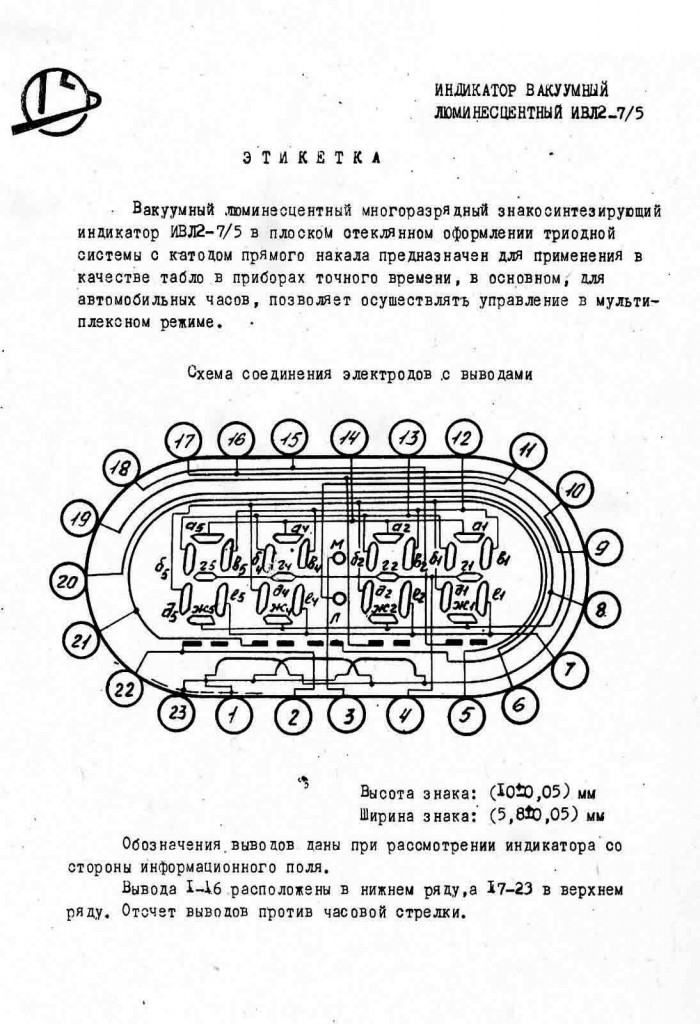 ИНДИКАТОР ВАКУУМНЫЙ
ЛЮМИНЕСЦЕНТНЫЙ ИВЛ2-7/5
ЭТИКЕТКА
Вакуумный люминесцентный многоразрядный знакосинтезирующий
индикатор ИВЛ2-7/5 в плоском стеклянном оформлении триодной
системы с катодом прямого накала предназначен для применения в
качестве табло в приборах точного времени, в основном, для
автомобильных часов, позволяет осушествлять управление в мульти-
плексном режиме.
Схема соединения электродов с выводами
17 16 15 14 13 12 11
18 10
19 9
20 8
21 7
22 6
23 1 2 3 4 5
а5 а4 а2 а1
б5 в5 б4 в4 М б2 в2 б1 в1
г5 г4 г2 г1
д5 е5 д4 е4 Л д2 е2 д1 е1
ж5 ж4 ж2 ж1
Высота знака: (10±0,05) мм
Ширина знака: (5,8±0,05) мм
Обозначения выводов даны при рассмотрении индикатора со
стороны информационного поля.
Вывода I-16 расположены в нижнем ряду,а 17-23 в верхнем
ряду. Отсчет выводов против часовой стрелки.